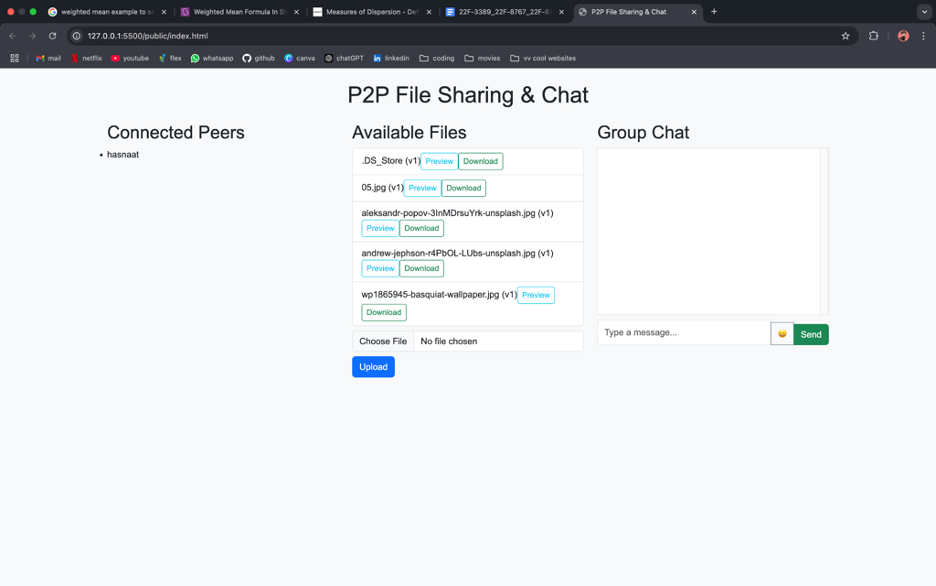 weighted mean example to s
Weighted Mean Formula In S
Measures of Dispersion - De
22F-3389_22F-8767_22F-8
P2P File Sharing & Chat
127.0.0.1:5500/public/index.html
mail
netflix
youtube
flex
whatsapp
github
canva
chatGPT
linkedin
coding
movies
vv cool websites
P2P File Sharing & Chat
Connected Peers
• hasnaat
Available Files
.DS_Store (v1) Preview Download
05.jpg (v1) Preview Download
aleksandr-popov-3InMDrsuYrk-unsplash.jpg (v1)
Preview Download
andrew-jephson-r4PbOL-LUbs-unsplash.jpg (v1)
Preview Download
wp1865945-basquiat-wallpaper.jpg (v1) Preview
Download
Choose File No file chosen
Upload
Group Chat
Type a message... 😀 Send